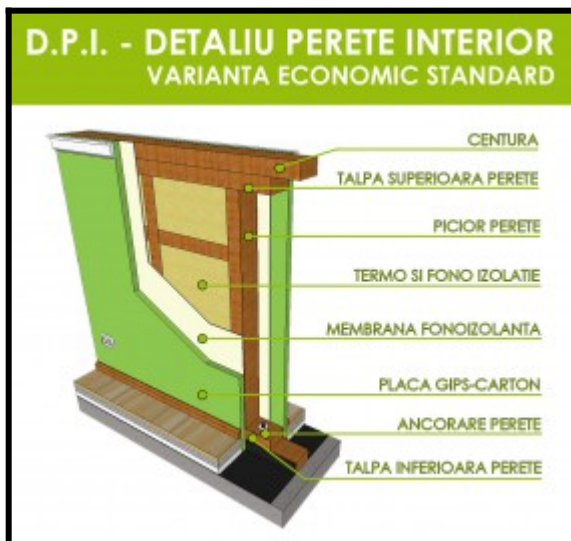 D.P.I. - DETALIU PERETE INTERIOR
VARIANTA ECONOMIC STANDARD
CENTURA
TALPA SUPERIOARA PERETE
PICIOR PERETE
TERMO SI FONO IZOLATIE
MEMBRANA FONOIZOLANTA
PLACA GIPS-CARTON
ANCORARE PERETE
TALPA INFERIOARA PERETE